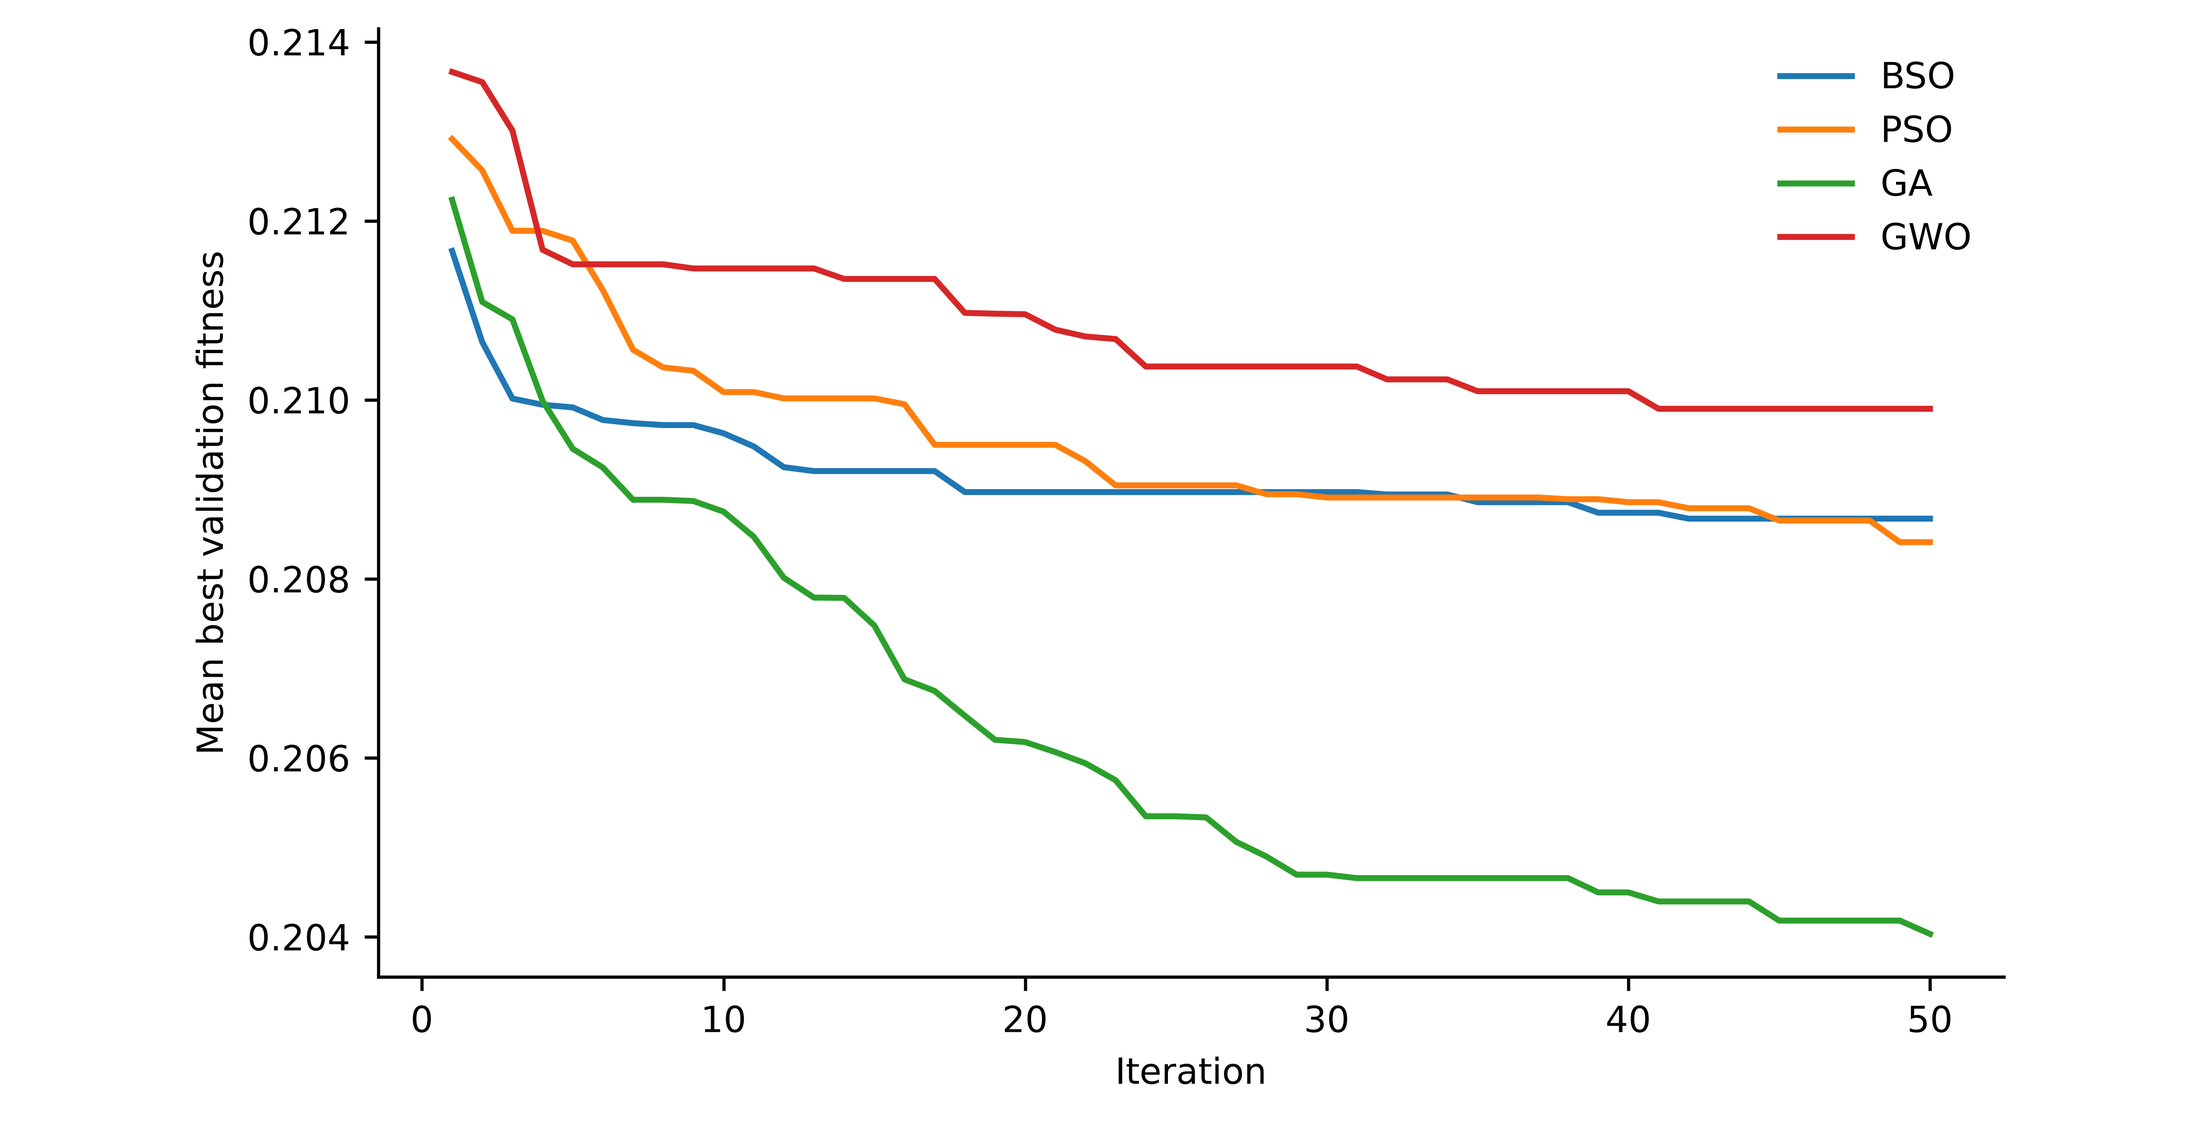 0.214
0.212
0.210
0.208
0.206
0.204
Mean best validation fitness
0 10 20 30 40 50
Iteration
BSO
PSO
GA
GWO